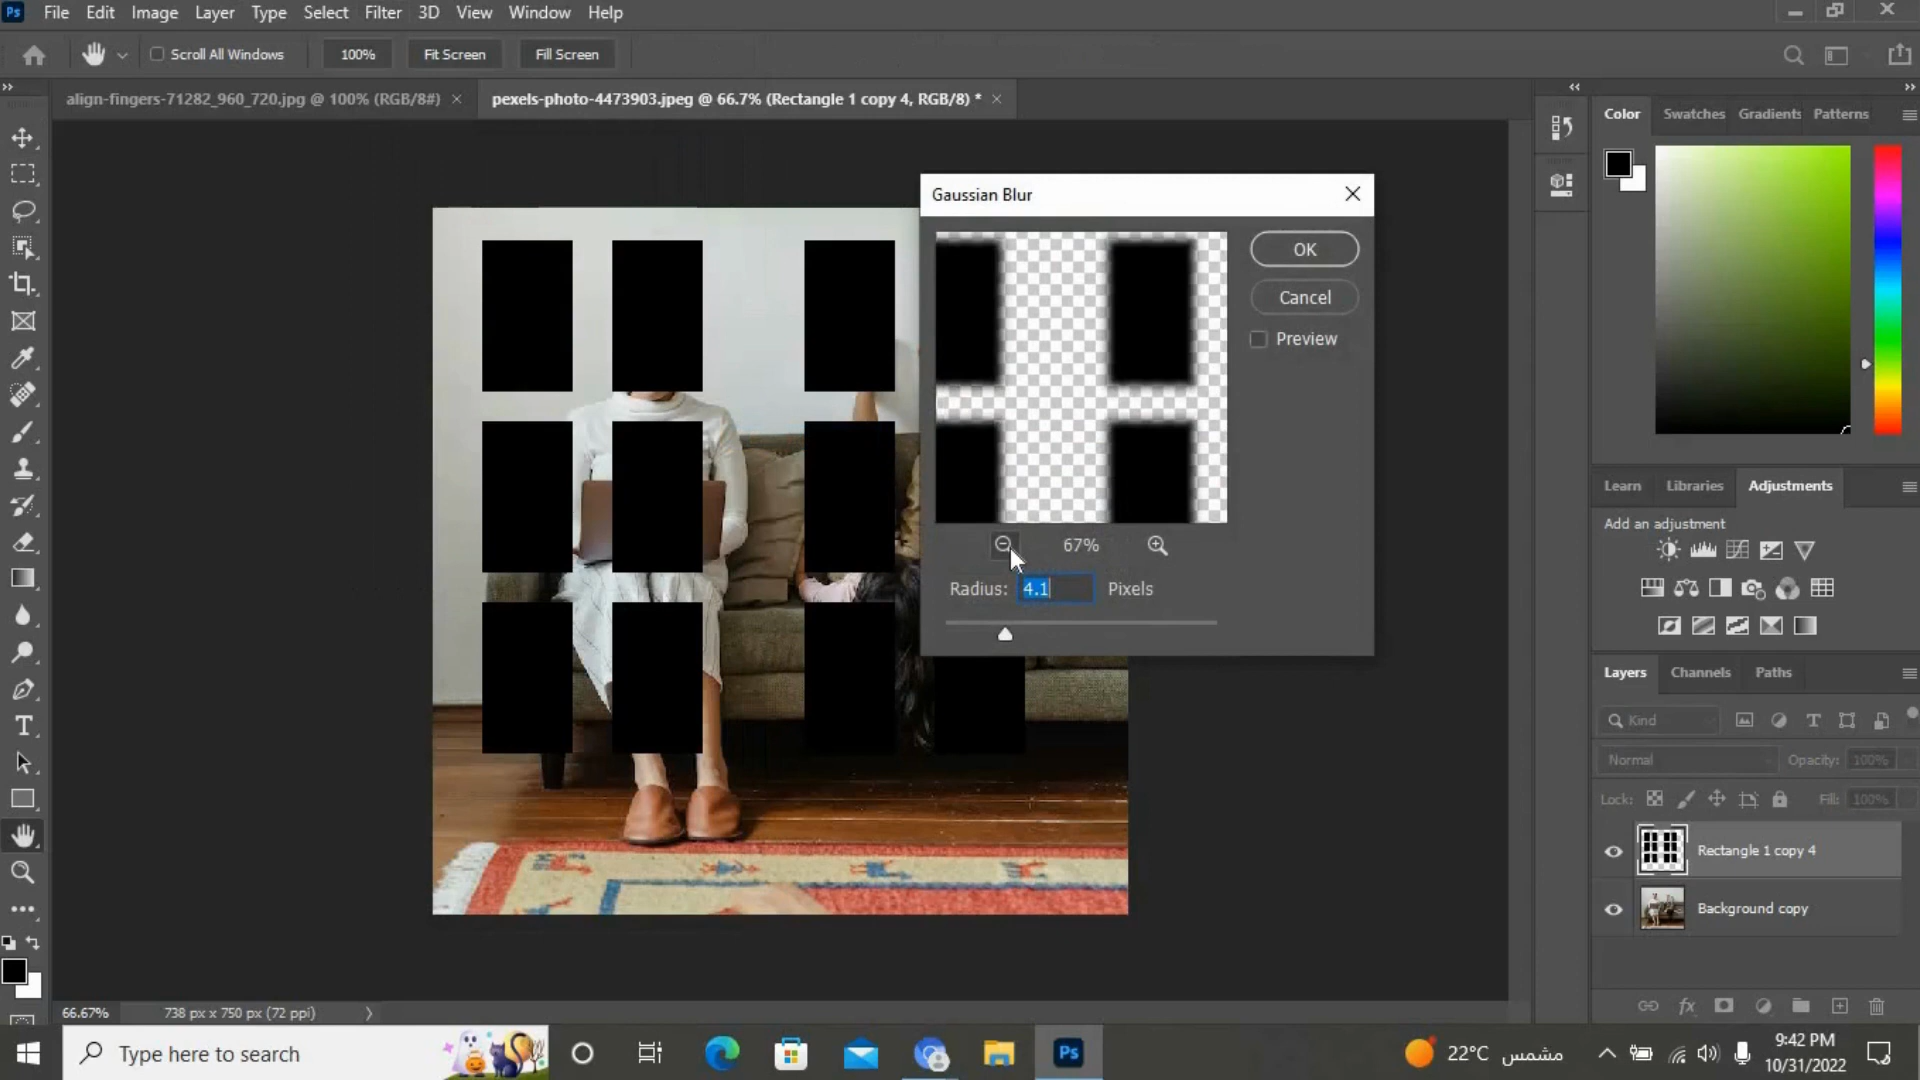 Ps File Edit Image Layer Type Select Filter 3D View Window Help
Scroll All Windows 100% Fit Screen Fill Screen
align-fingers-71282_960_720.jpg @ 100% (RGB/8#) × pexels-photo-4473903.jpeg @ 66.7% (Rectangle 1 copy 4, RGB/8) * ×
Color Swatches Gradients Patterns
Gaussian Blur
OK
Cancel
Preview
67%
Radius: 4.1 Pixels
Learn Libraries Adjustments
Add an adjustment
Layers Channels Paths
Kind
Normal Opacity: 100%
Lock: Fill: 100%
Rectangle 1 copy 4
Background copy
66.67% 738 px x 750 px (72 ppi)
Type here to search
Ps
22°C مشمس
9:42 PM
10/31/2022